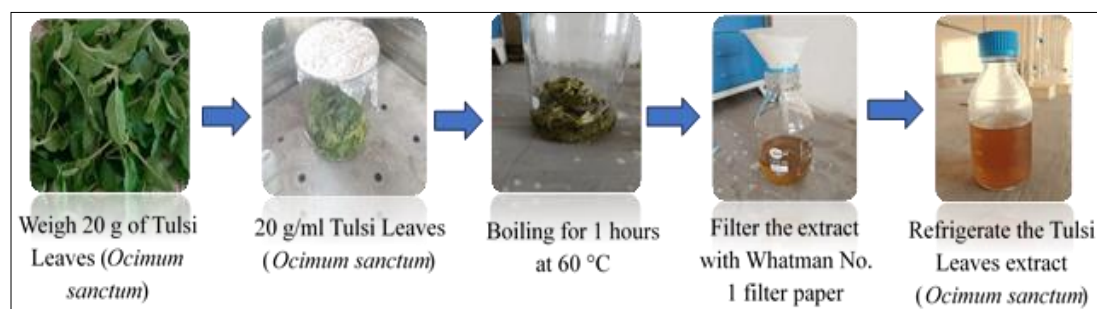 Weigh 20 g of Tulsi
Leaves (Ocimum
sanctum)
20 g/ml Tulsi Leaves
(Ocimum sanctum)
Boiling for 1 hours
at 60 °C
Filter the extract
with Whatman No.
1 filter paper
Refrigerate the Tulsi
Leaves extract
(Ocimum sanctum)